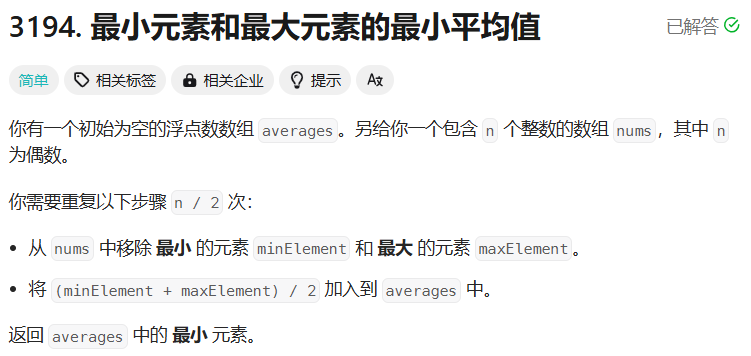 3194. 最小元素和最大元素的最小平均值
已解答
简单
相关标签
相关企业
提示
你有一个初始为空的浮点数数组 averages。另给你一个包含 n 个整数的数组 nums，其中 n
为偶数。
你需要重复以下步骤 n / 2 次：
• 从 nums 中移除 最小 的元素 minElement 和 最大 的元素 maxElement。
• 将 (minElement + maxElement) / 2 加入到 averages 中。
返回 averages 中的 最小 元素。